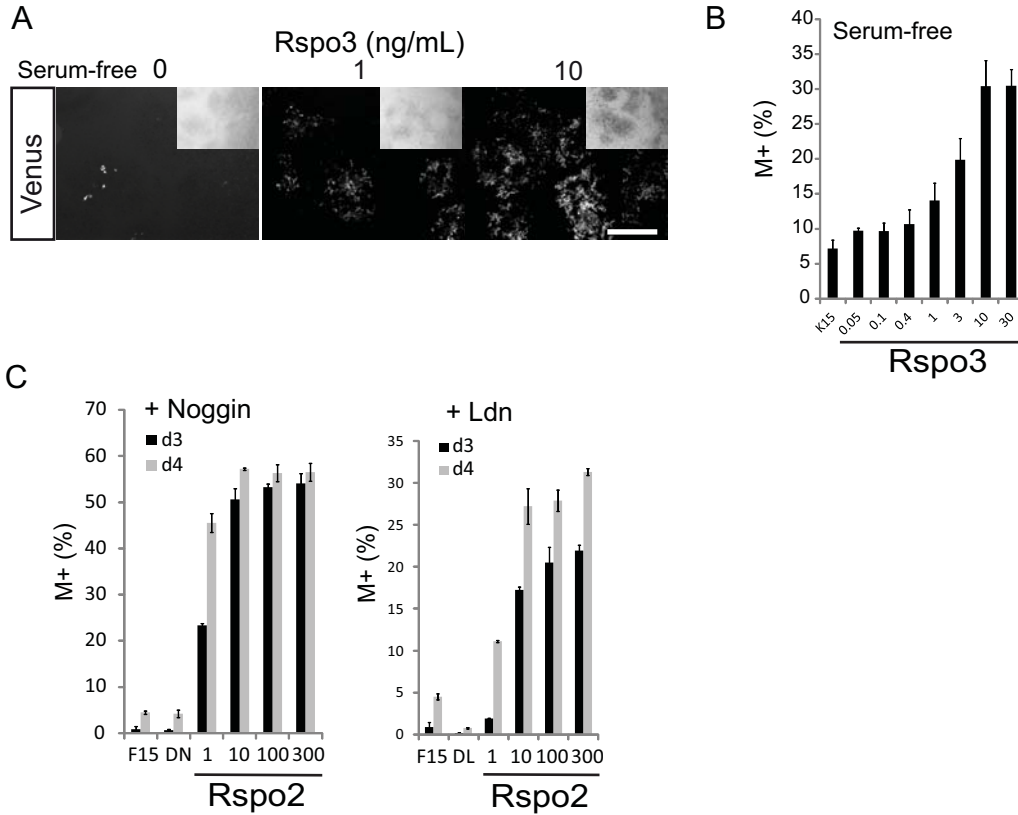 A
Rspo3 (ng/mL)
Serum-free 0 1 10
Venus
B
Serum-free
M+ (%)
40
35
30
25
20
15
10
5
0
K15 0.05 0.1 0.4 1 3 10 30
Rspo3
C
+ Noggin
d3
d4
M+ (%)
70
60
50
40
30
20
10
0
F15 DN 1 10 100 300
Rspo2
+ Ldn
d3
d4
M+ (%)
35
30
25
20
15
10
5
0
F15 DL 1 10 100 300
Rspo2